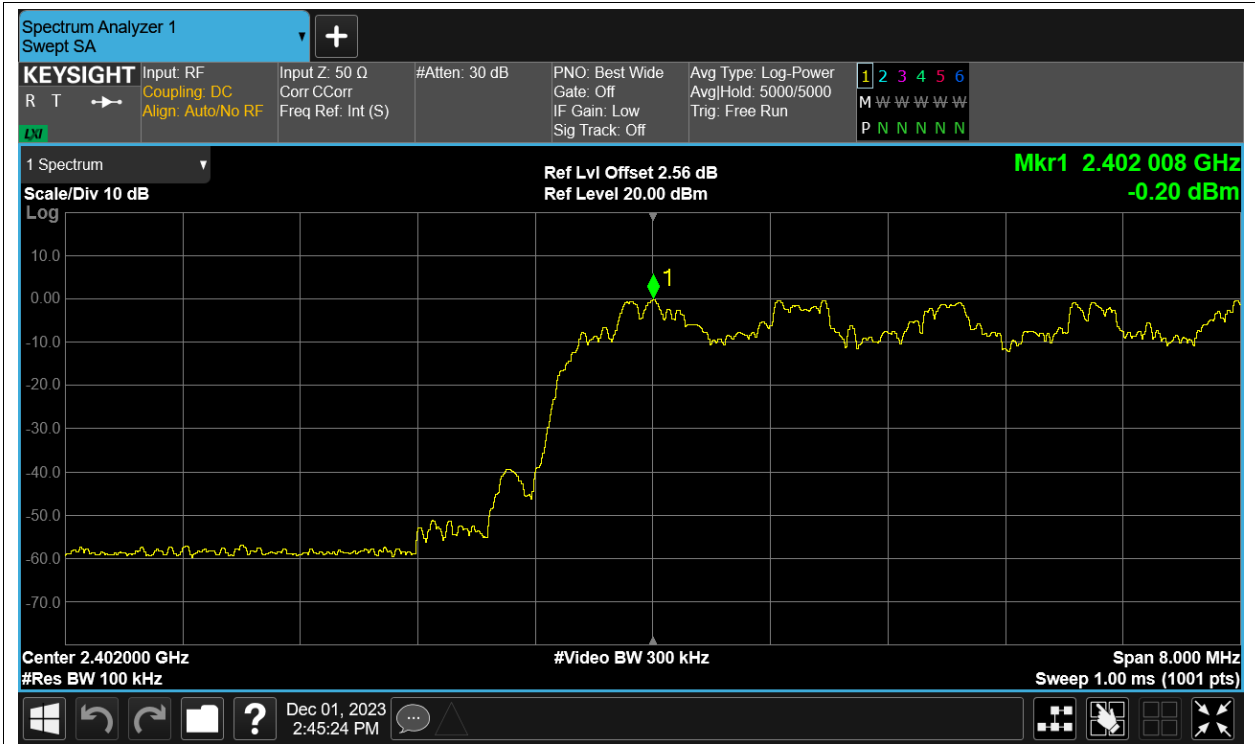 Spectrum Analyzer 1
Swept SA
KEYSIGHT
R T
LXI
Input: RF
Coupling: DC
Align: Auto/No RF
Input Z: 50 Ω
Corr CCorr
Freq Ref: Int (S)
#Atten: 30 dB
PNO: Best Wide
Gate: Off
IF Gain: Low
Sig Track: Off
Avg Type: Log-Power
Avg|Hold: 5000/5000
Trig: Free Run
1 2 3 4 5 6
M W W W W W
P N N N N N
1 Spectrum
Scale/Div 10 dB
Log
Ref Lvl Offset 2.56 dB
Ref Level 20.00 dBm
Mkr1 2.402 008 GHz
-0.20 dBm
1
10.0
0.00
-10.0
-20.0
-30.0
-40.0
-50.0
-60.0
-70.0
Center 2.402000 GHz
#Res BW 100 kHz
#Video BW 300 kHz
Span 8.000 MHz
Sweep 1.00 ms (1001 pts)
?
Dec 01, 2023
2:45:24 PM